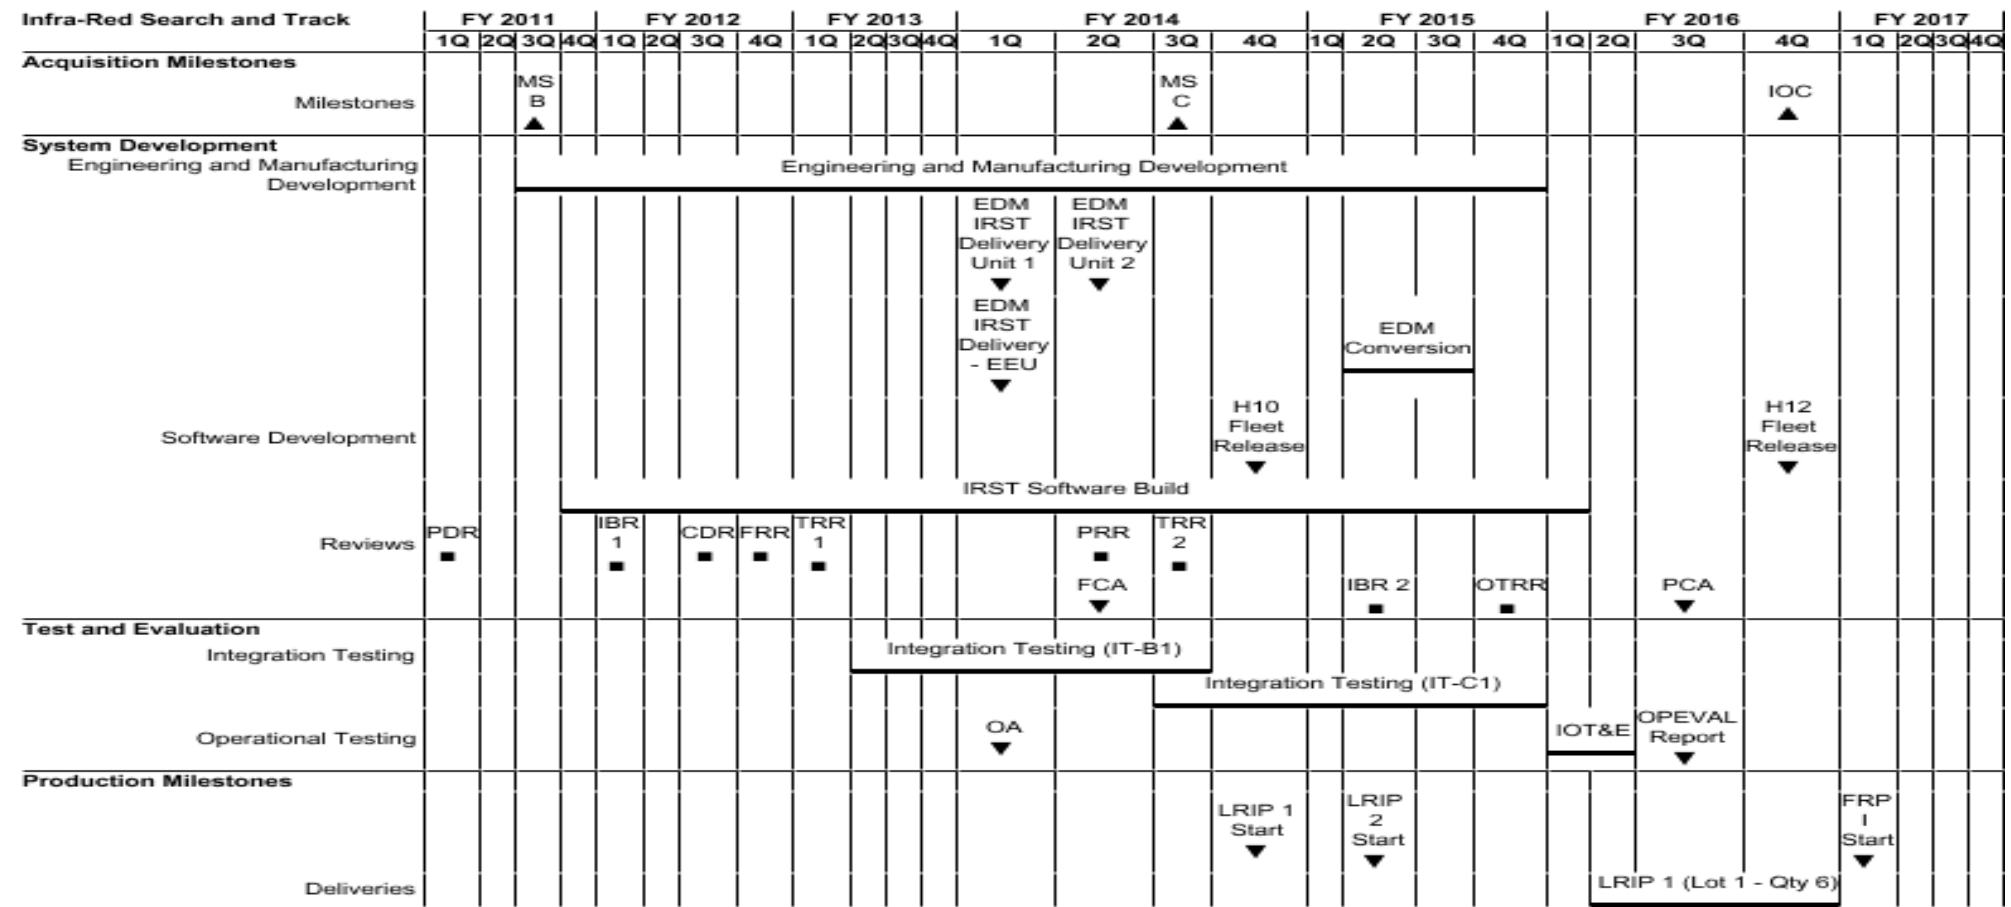 Infra-Red Search and Track FY 2011 FY 2012 FY 2013 FY 2014 FY 2015 FY 2016 FY 2017
1Q 2Q 3Q 4Q 1Q 2Q 3Q 4Q 1Q 2Q 3Q 4Q 1Q 2Q 3Q 4Q 1Q 2Q 3Q 4Q 1Q 2Q 3Q 4Q 1Q 2Q 3Q 4Q
Acquisition Milestones
Milestones
MS
B
MS
C
IOC
System Development
Engineering and Manufacturing
Development
Engineering and Manufacturing Development
EDM
IRST
Delivery
Unit 1
EDM
IRST
Delivery
Unit 2
EDM
IRST
Delivery
- EEU
EDM
Conversion
Software Development
H10
Fleet
Release
H12
Fleet
Release
IRST Software Build
Reviews
PDR
IBR
1
CDR
FRR
TRR
1
PRR
TRR
2
FCA
IBR 2
OTRR
PCA
Test and Evaluation
Integration Testing
Integration Testing (IT-B1)
Integration Testing (IT-C1)
Operational Testing
OA
IOT&E
OPEVAL
Report
Production Milestones
LRIP 1
Start
LRIP
2
Start
FRP
I
Start
Deliveries
LRIP 1 (Lot 1 - Qty 6)